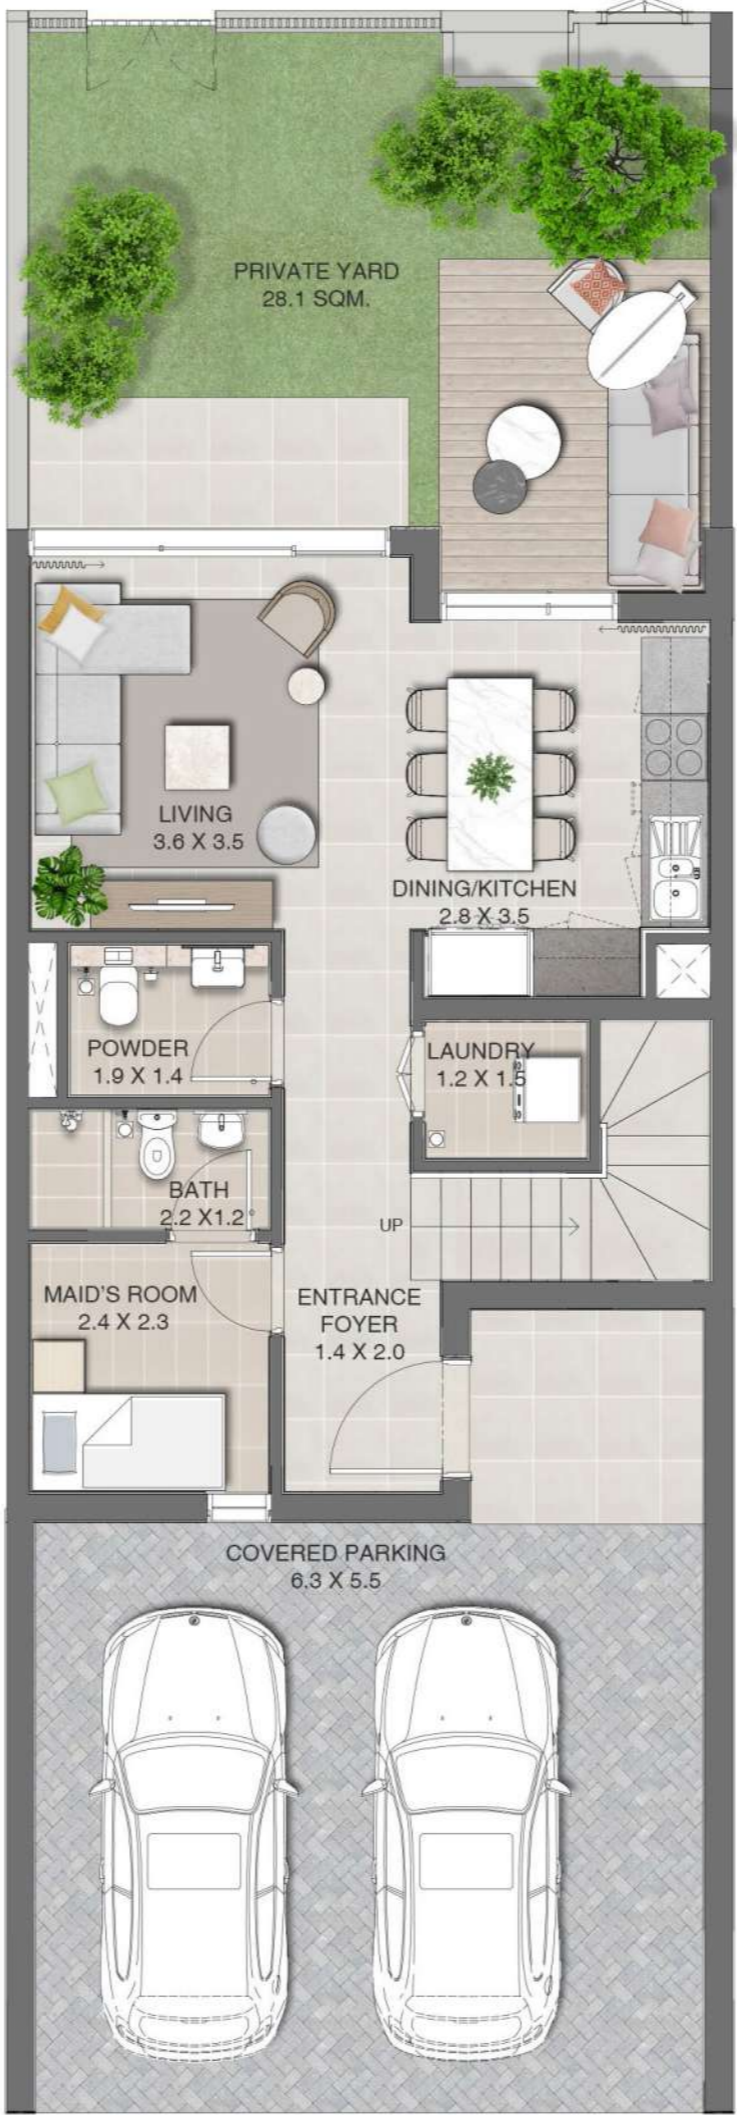 PRIVATE YARD
28.1 SQM.
LIVING
3.6 X 3.5
DINING/KITCHEN
2.8 X 3.5
POWDER
1.9 X 1.4
LAUNDRY
1.2 X 1.5
BATH
2.2 X1.2
UP
MAID'S ROOM
2.4 X 2.3
ENTRANCE
FOYER
1.4 X 2.0
COVERED PARKING
6.3 X 5.5